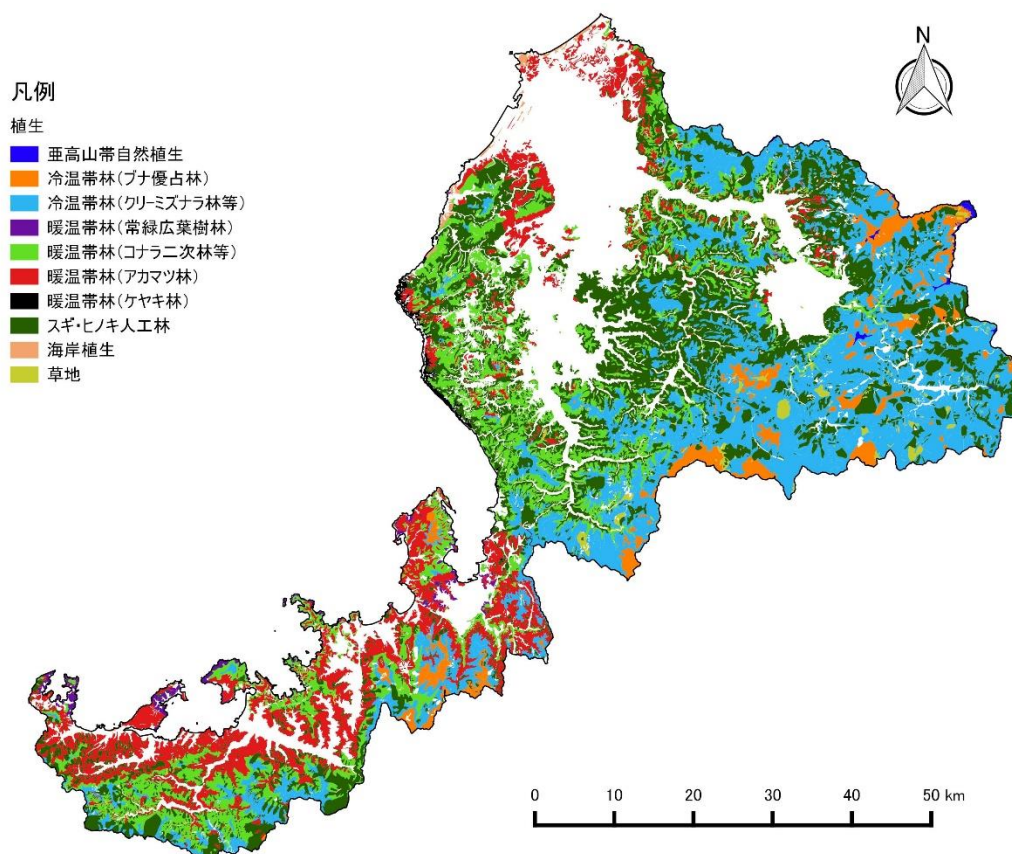 凡例
植生
亜高山帯自然植生
冷温帯林(ブナ優占林)
冷温帯林(クリーミズナラ林等)
暖温帯林(常緑広葉樹林)
暖温帯林(コナラ二次林等)
暖温帯林(アカマツ林)
暖温帯林(ケヤキ林)
スギ・ヒノキ人工林
海岸植生
草地
N
0 10 20 30 40 50 km